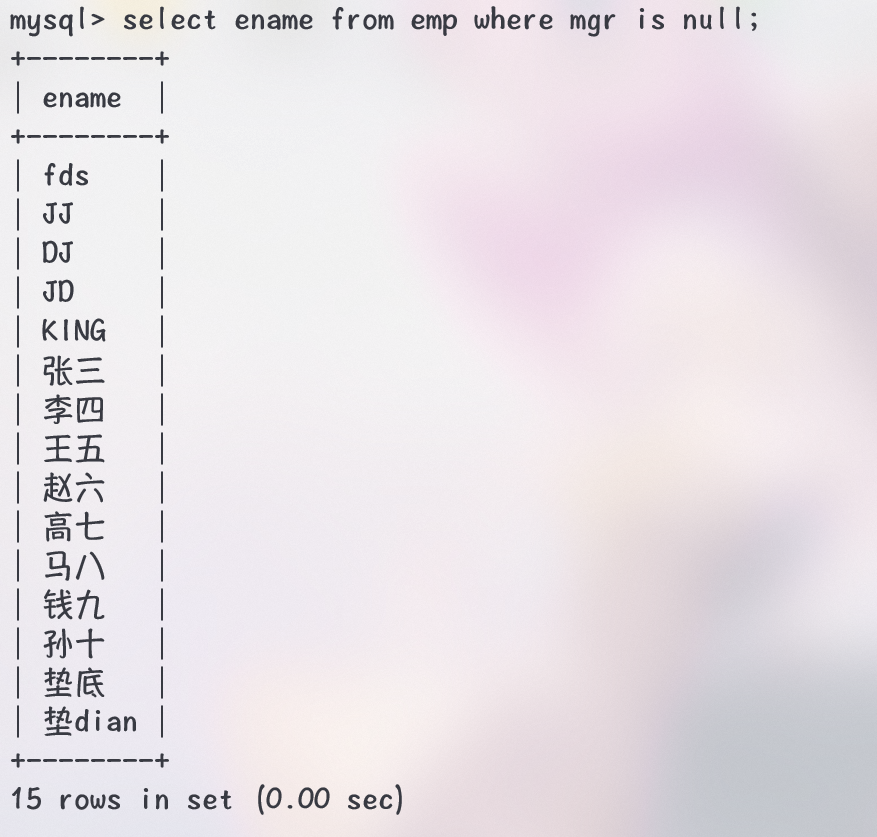 mysql> select ename from emp where mgr is null;
+--------+
| ename  |
+--------+
| fds    |
| JJ     |
| DJ     |
| JD     |
| KING   |
| 张三   |
| 李四   |
| 王五   |
| 赵六   |
| 高七   |
| 马八   |
| 钱九   |
| 孙十   |
| 垫底   |
| 垫dian |
+--------+
15 rows in set (0.00 sec)